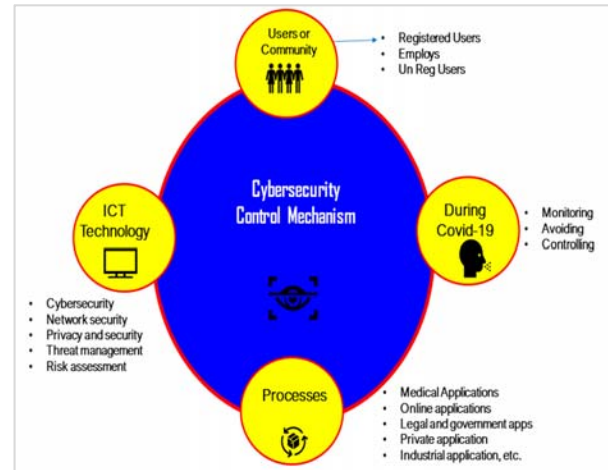 Users or
Community
• Registered Users
• Employs
• Un Reg Users
Cybersecurity
Control Mechanism
ICT
Technology
• Cybersecurity
• Network security
• Privacy and security
• Threat management
• Risk assessment
During
Covid-19
• Monitoring
• Avoiding
• Controlling
Processes
• Medical Applications
• Online applications
• Legal and government apps
• Private application
• Industrial application, etc.